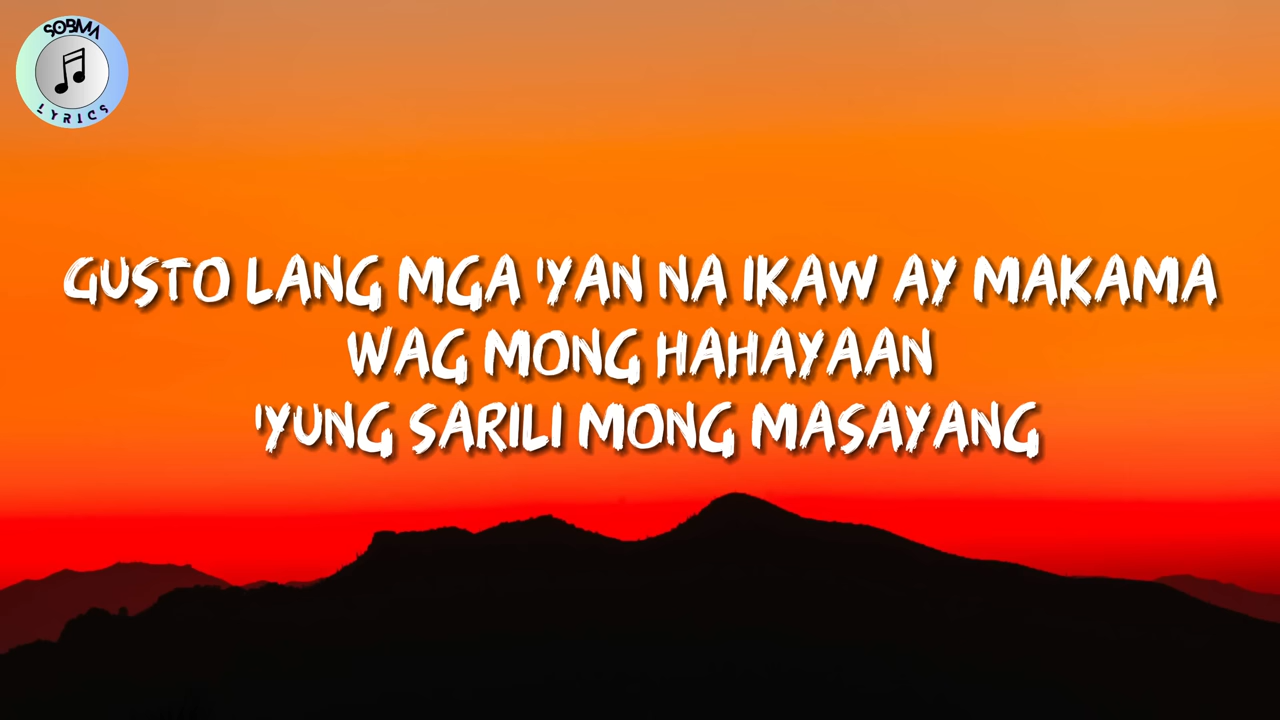 SOBMA
LYRICS
GUSTO LANG MGA 'YAN NA IKAW AY MAKAMA
WAG MONG HAHAYAAN
'YUNG SARILI MONG MASAYANG